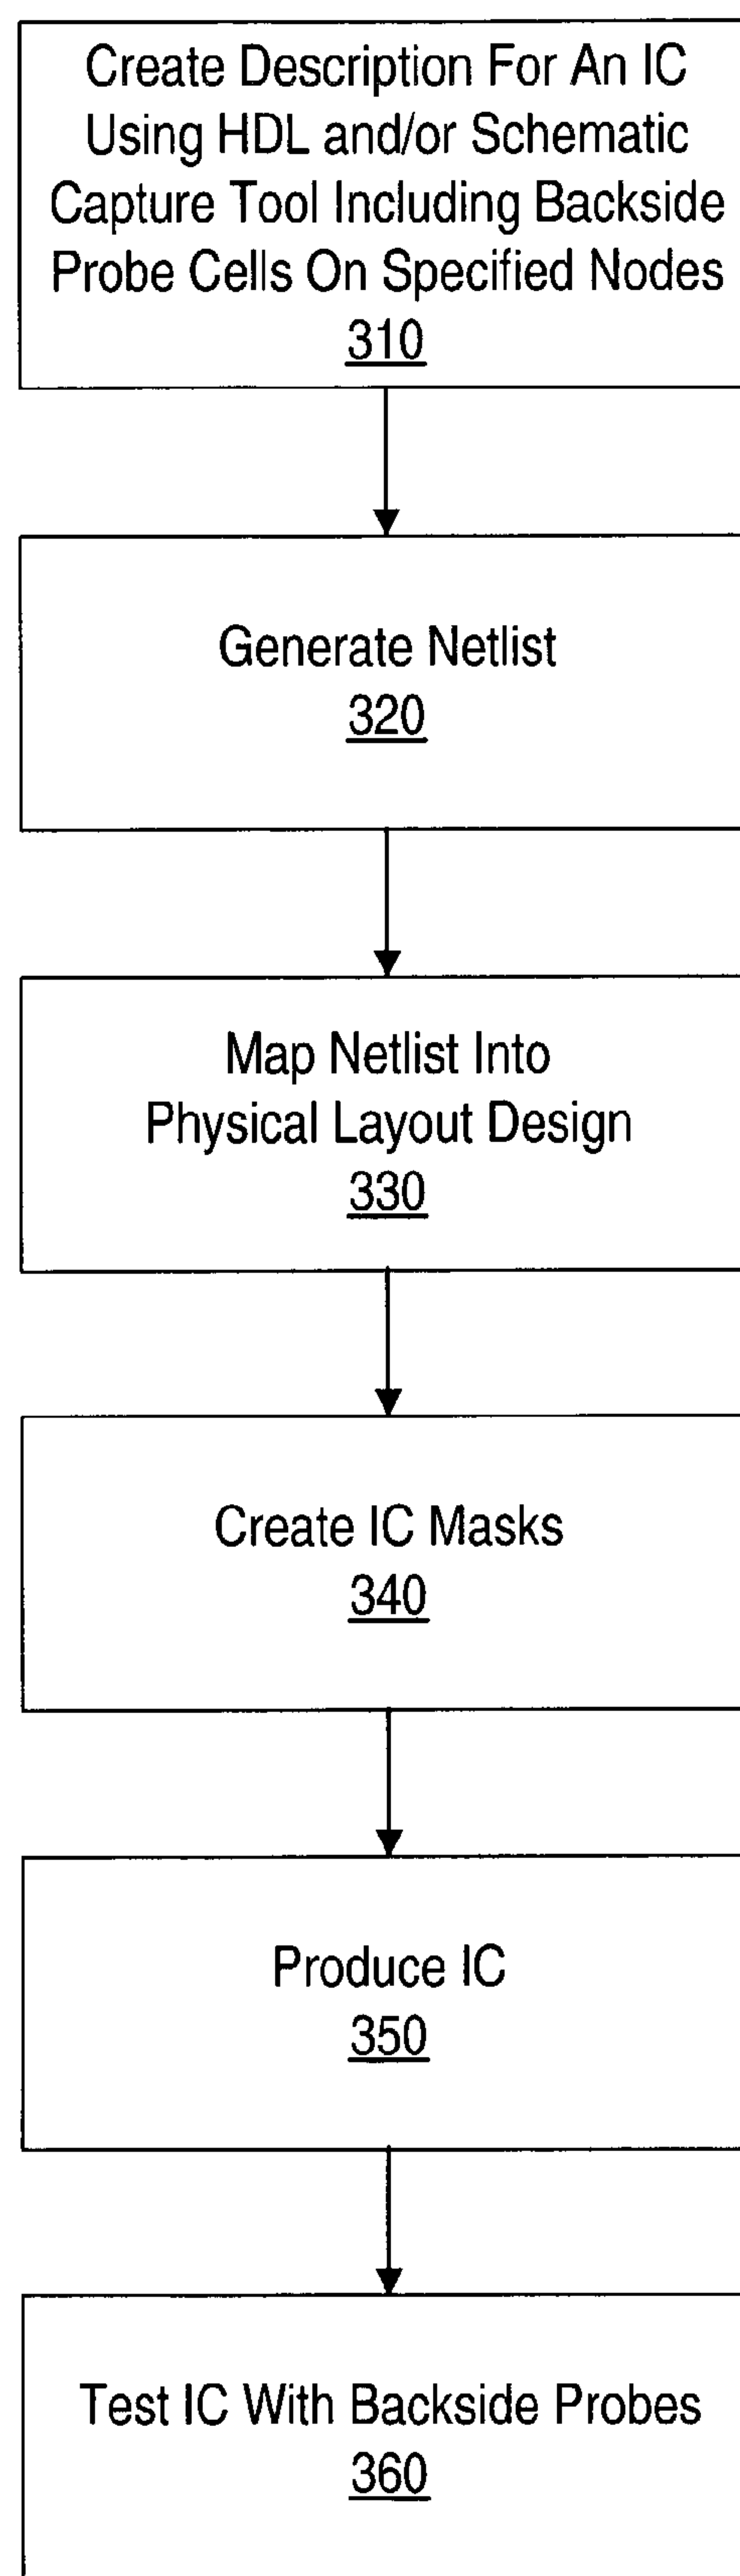 Create Description For An IC
Using HDL and/or Schematic
Capture Tool Including Backside
Probe Cells On Specified Nodes
310
Generate Netlist
320
Map Netlist Into
Physical Layout Design
330
Create IC Masks
340
Produce IC
350
Test IC With Backside Probes
360